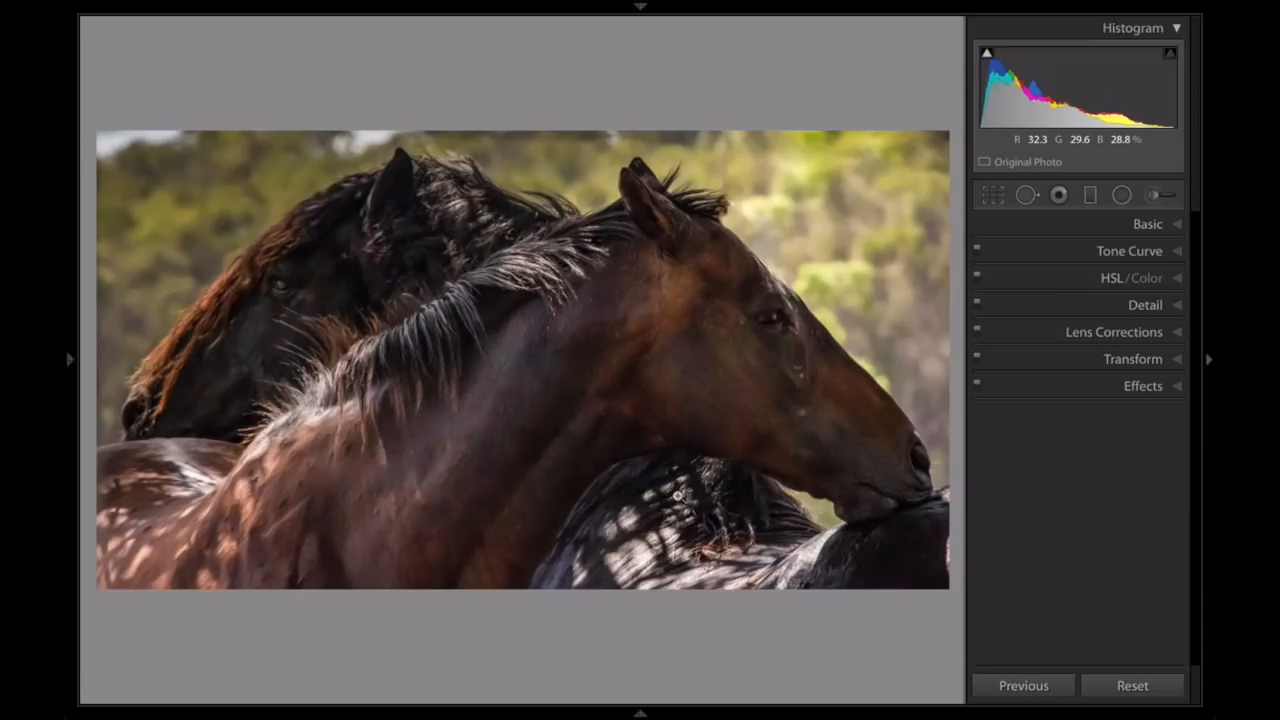 Histogram
R 32.3 G 29.6 B 28.8 %
Original Photo
Basic
Tone Curve
HSL / Color
Detail
Lens Corrections
Transform
Effects
Previous Reset